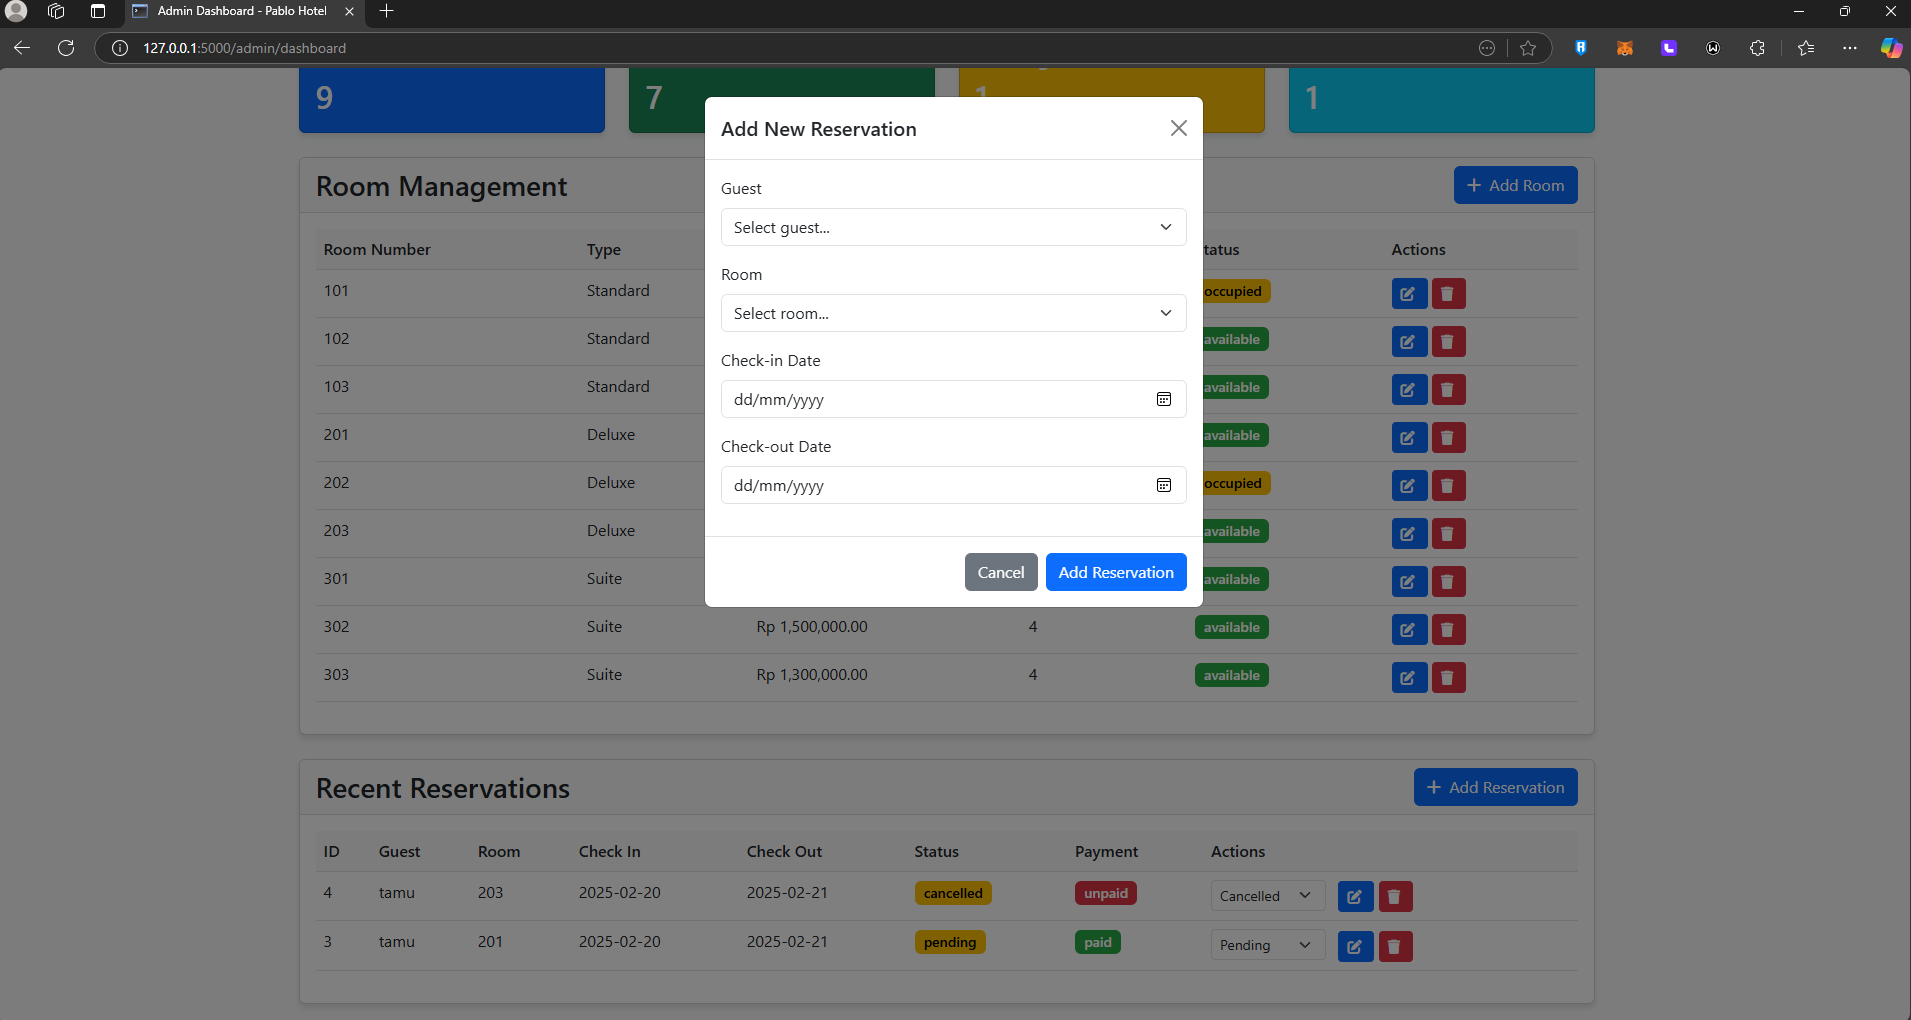 Admin Dashboard - Pablo Hotel
127.0.0.1:5000/admin/dashboard
9
7
1
1
Add New Reservation
Guest
Select guest...
Room
Select room...
Check-in Date
dd/mm/yyyy
Check-out Date
dd/mm/yyyy
Cancel Add Reservation
Room Management
+ Add Room
Room Number Type tatus Actions
101 Standard occupied
102 Standard available
103 Standard available
201 Deluxe available
202 Deluxe occupied
203 Deluxe available
301 Suite available
302 Suite Rp 1,500,000.00 4 available
303 Suite Rp 1,300,000.00 4 available
Recent Reservations
+ Add Reservation
ID Guest Room Check In Check Out Status Payment Actions
4 tamu 203 2025-02-20 2025-02-21 cancelled unpaid Cancelled
3 tamu 201 2025-02-20 2025-02-21 pending paid Pending